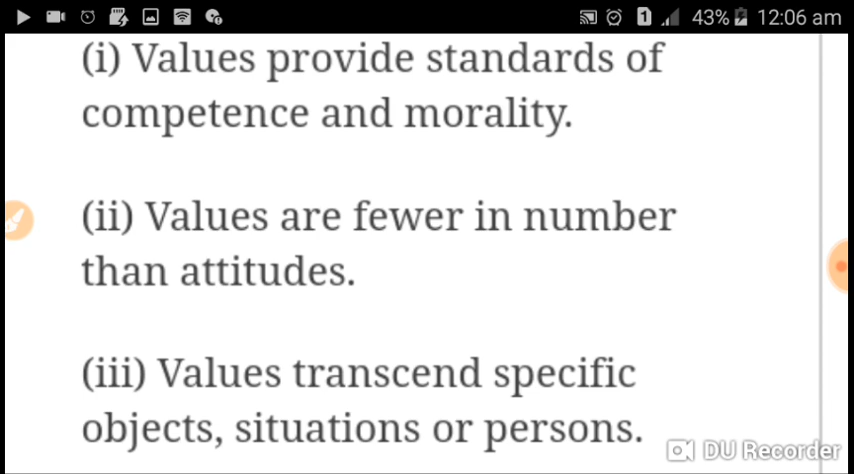 43% 12:06 am
(i) Values provide standards of
competence and morality.
(ii) Values are fewer in number
than attitudes.
(iii) Values transcend specific
objects, situations or persons.
DU Recorder